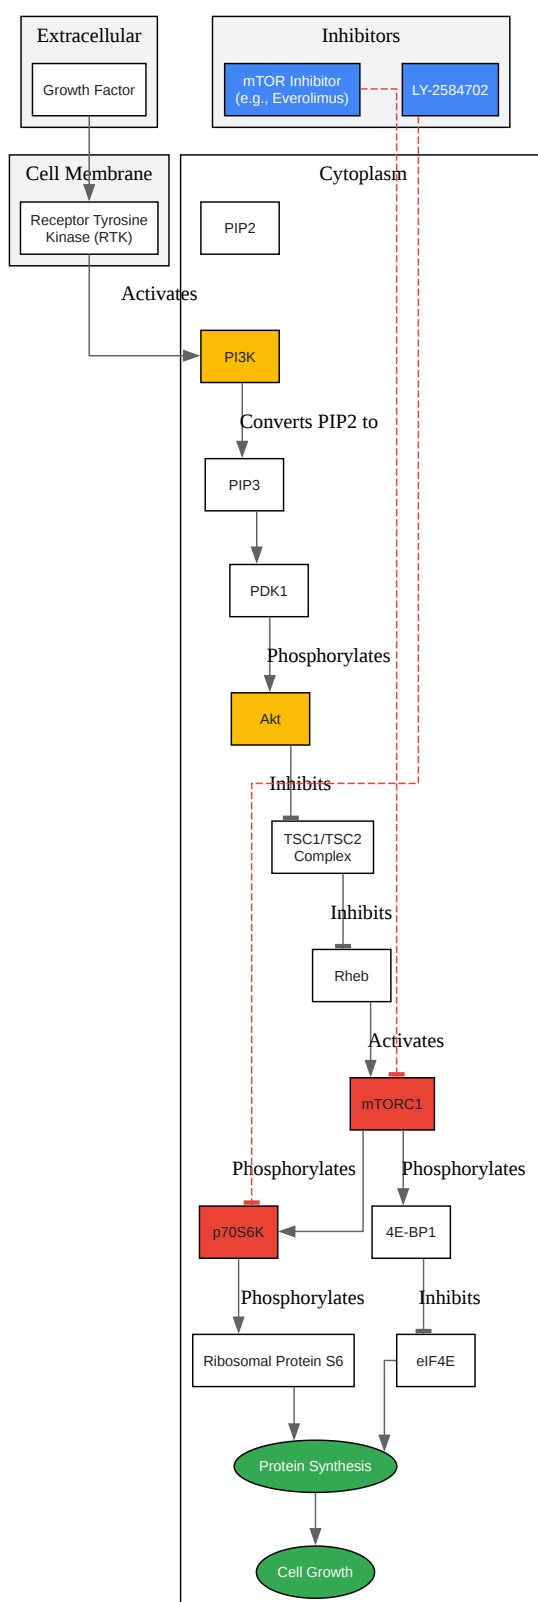 Extracellular
Growth Factor
Inhibitors
mTOR Inhibitor
(e.g., Everolimus)
LY-2584702
Cell Membrane
Receptor Tyrosine
Kinase (RTK)
Cytoplasm
PIP2
Activates
PI3K
Converts PIP2 to
PIP3
PDK1
Phosphorylates
Akt
Inhibits
TSC1/TSC2
Complex
Inhibits
Rheb
Activates
mTORC1
Phosphorylates
Phosphorylates
p70S6K
4E-BP1
Phosphorylates
Inhibits
Ribosomal Protein S6
eIF4E
Protein Synthesis
Cell Growth